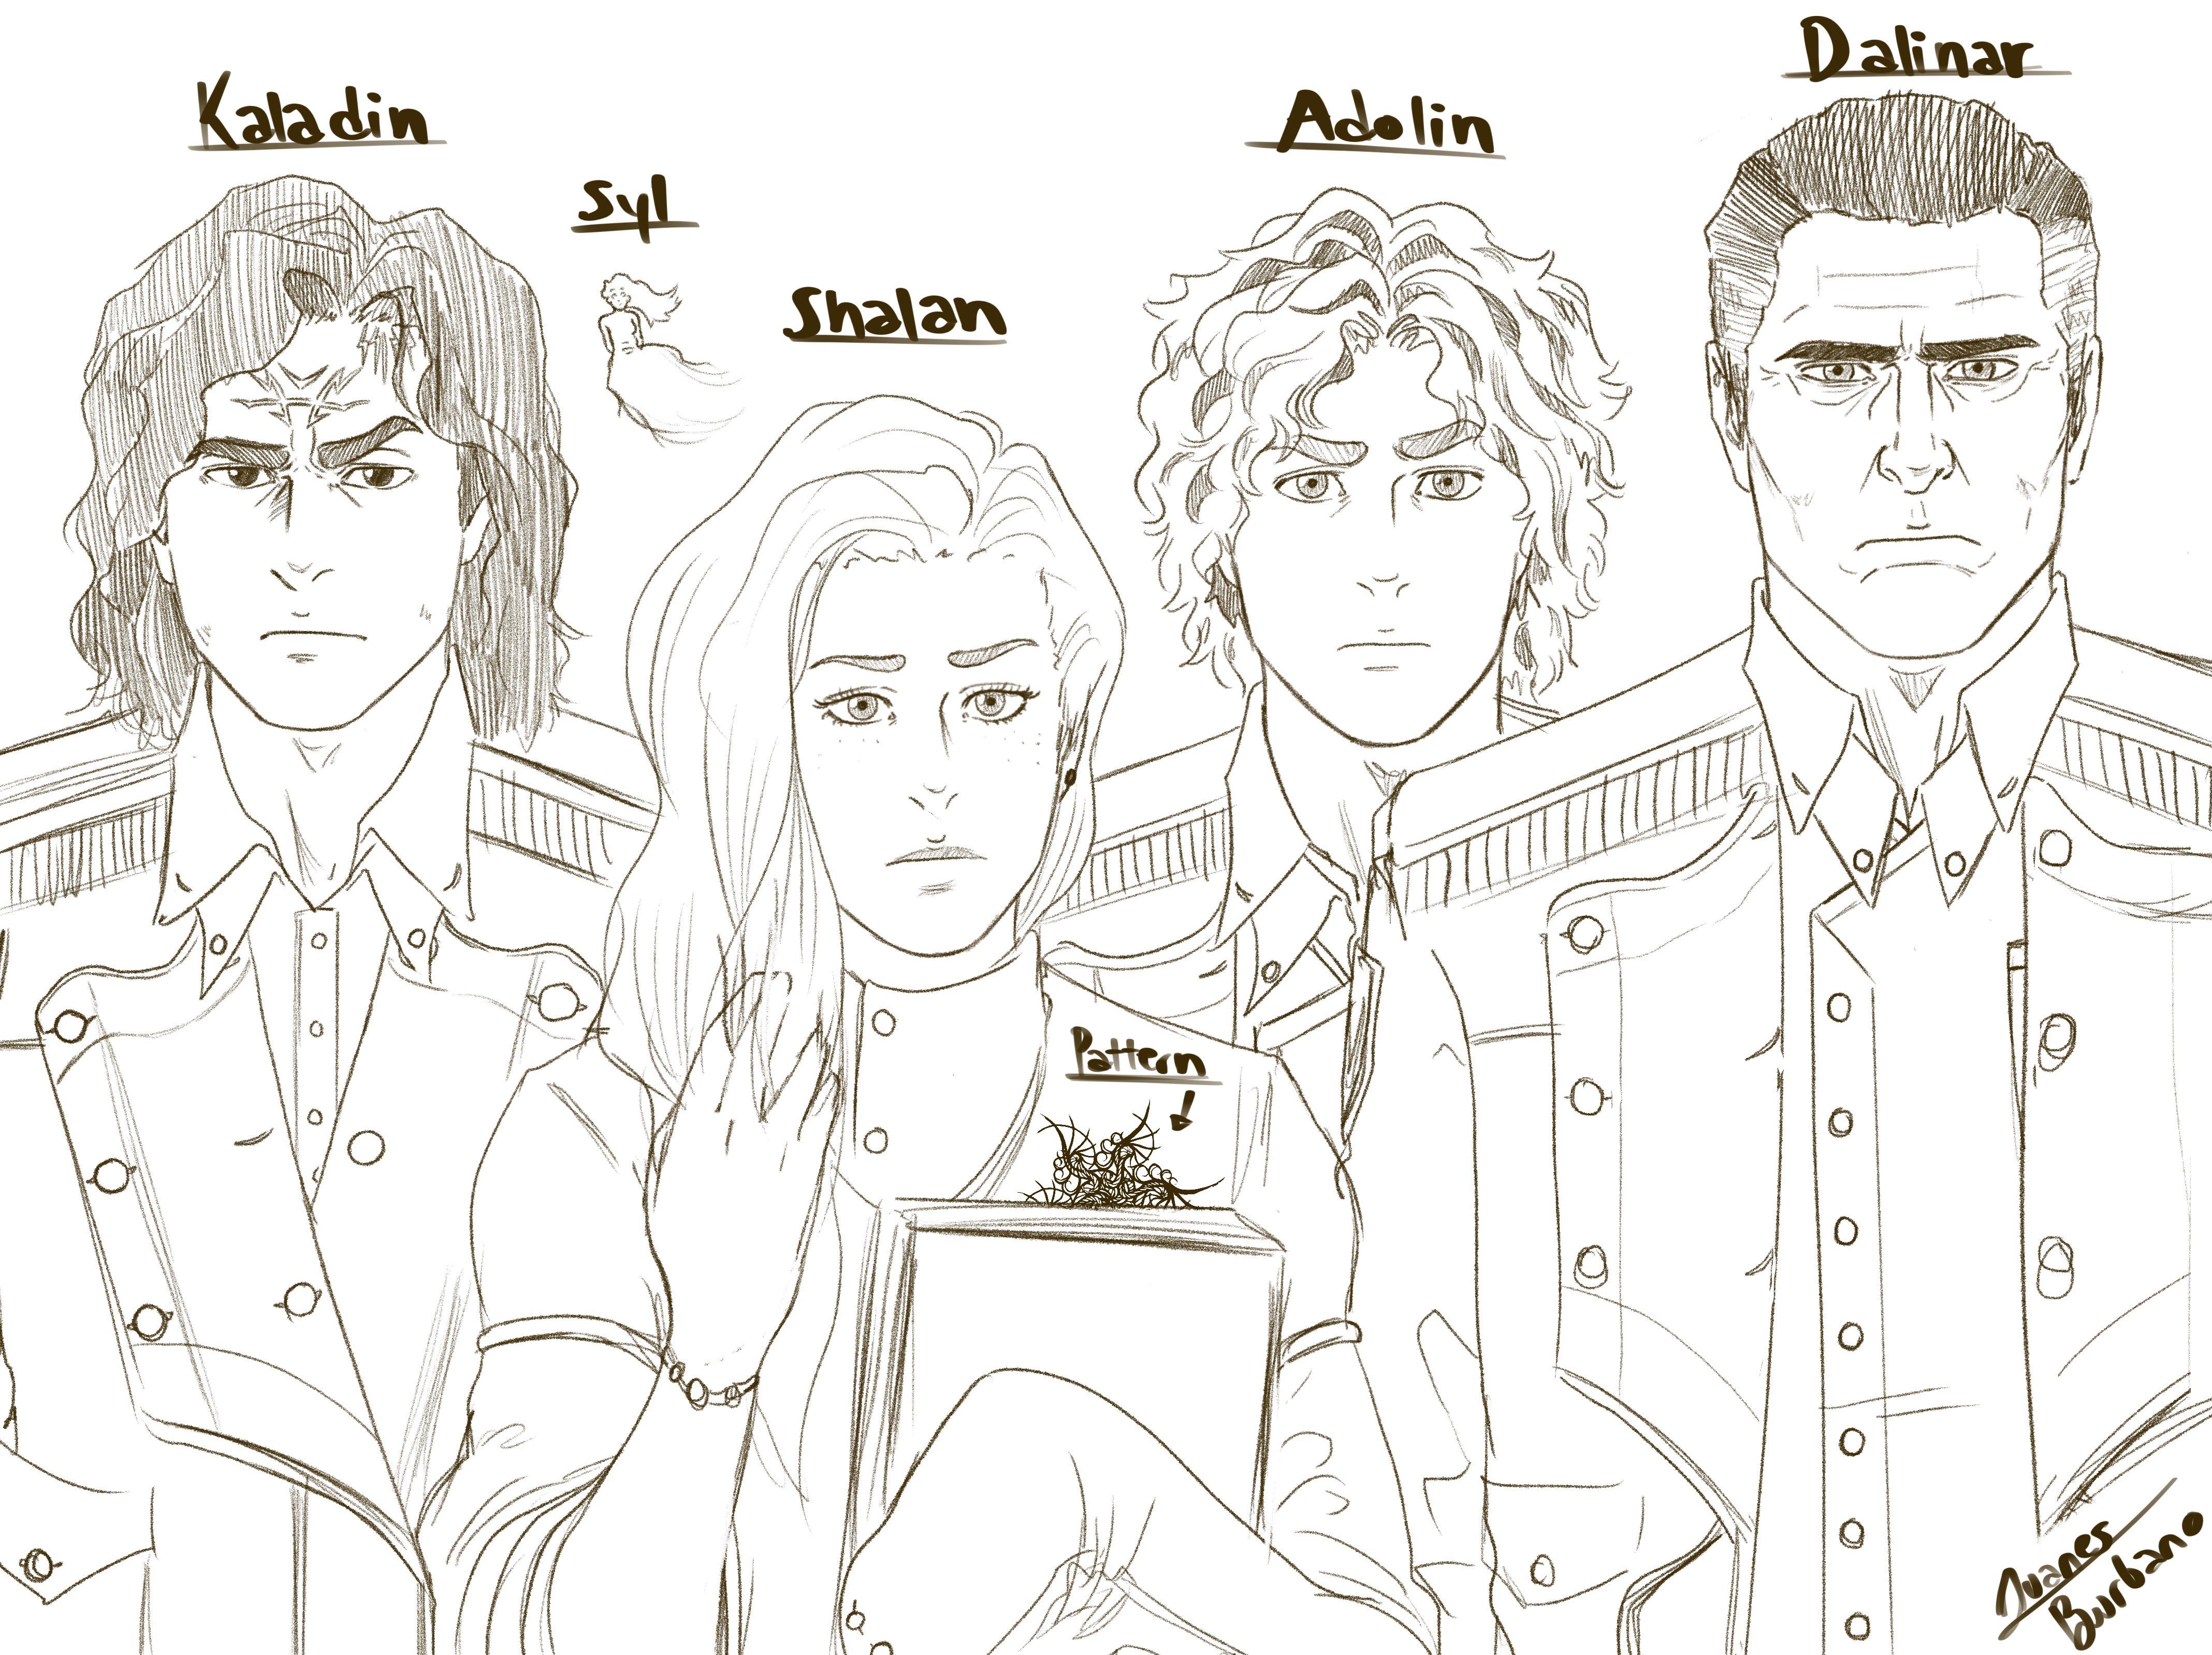 Kaladin
Syl
Shalan
Adolin
Dalinar
Pattern
Juanes
Burbano